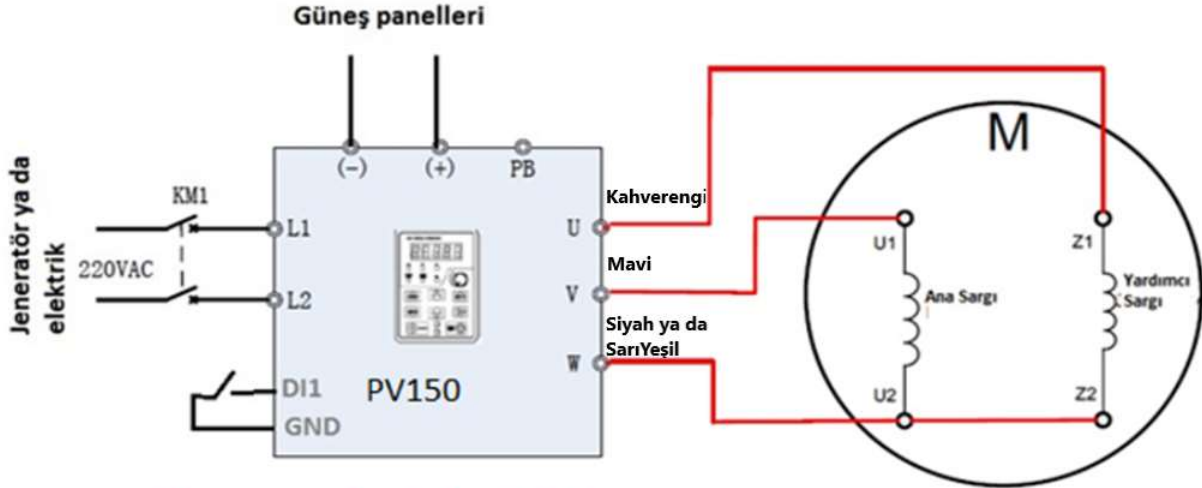 Güneş panelleri
(-)
(+)
PB
Jeneratör ya da
elektrik
KM1
220VAC
L1
L2
DI1
GND
PV150
U
V
W
Kahverengi
Mavi
Siyah ya da
SarıYeşil
M
U1
Z1
Ana Sargı
Yardımcı
Sargı
U2
Z2